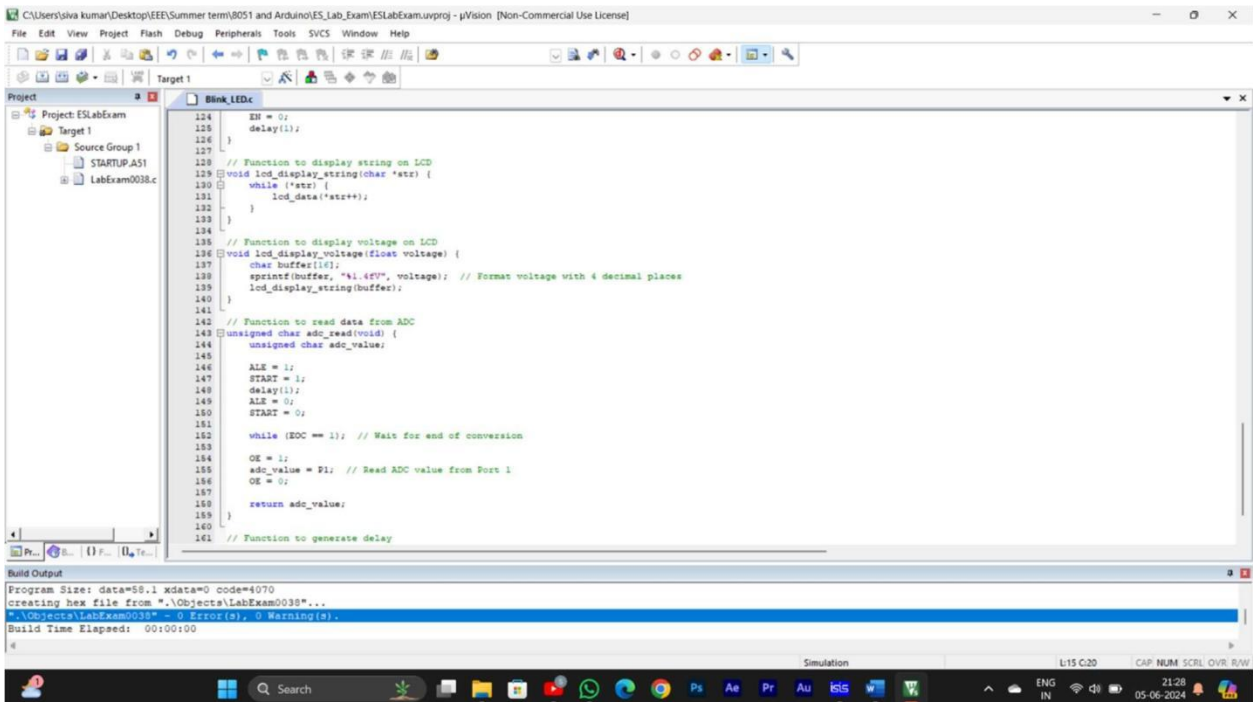 C:\Users\siva kumar\Desktop\EEE\Summer term\8051 and Arduino\ES_Lab_Exam\ESLabExam.uvproj - µVision [Non-Commercial Use License]
File Edit View Project Flash Debug Peripherals Tools SVCS Window Help
Target 1
Project
Blink_LED.c
Project: ESLabExam
Target 1
Source Group 1
STARTUP.A51
LabExam0038.c
124 EN = 0;
125 delay(1);
126 }
127
128 // Function to display string on LCD
129 void lcd_display_string(char *str) {
130 while (*str) {
131 lcd_data(*str++);
132 }
133 }
134
135 // Function to display voltage on LCD
136 void lcd_display_voltage(float voltage) {
137 char buffer[16];
138 sprintf(buffer, "%1.4fV", voltage); // Format voltage with 4 decimal places
139 lcd_display_string(buffer);
140 }
141
142 // Function to read data from ADC
143 unsigned char adc_read(void) {
144 unsigned char adc_value;
145
146 ALE = 1;
147 START = 1;
148 delay(1);
149 ALE = 0;
150 START = 0;
151
152 while (EOC == 1); // Wait for end of conversion
153
154 OE = 1;
155 adc_value = P1; // Read ADC value from Port 1
156 OE = 0;
157
158 return adc_value;
159 }
160
161 // Function to generate delay
Pr... B... {} F... Te...
Build Output
Program Size: data=58.1 xdata=0 code=4070
creating hex file from ".\Objects\LabExam0038"...
".\Objects\LabExam0038" - 0 Error(s), 0 Warning(s).
Build Time Elapsed: 00:00:00
Simulation L:15 C:20 CAP NUM SCRL OVR R/W
1
Search
Ps Ae Pr Au isis
ENG
IN
21:28
05-06-2024